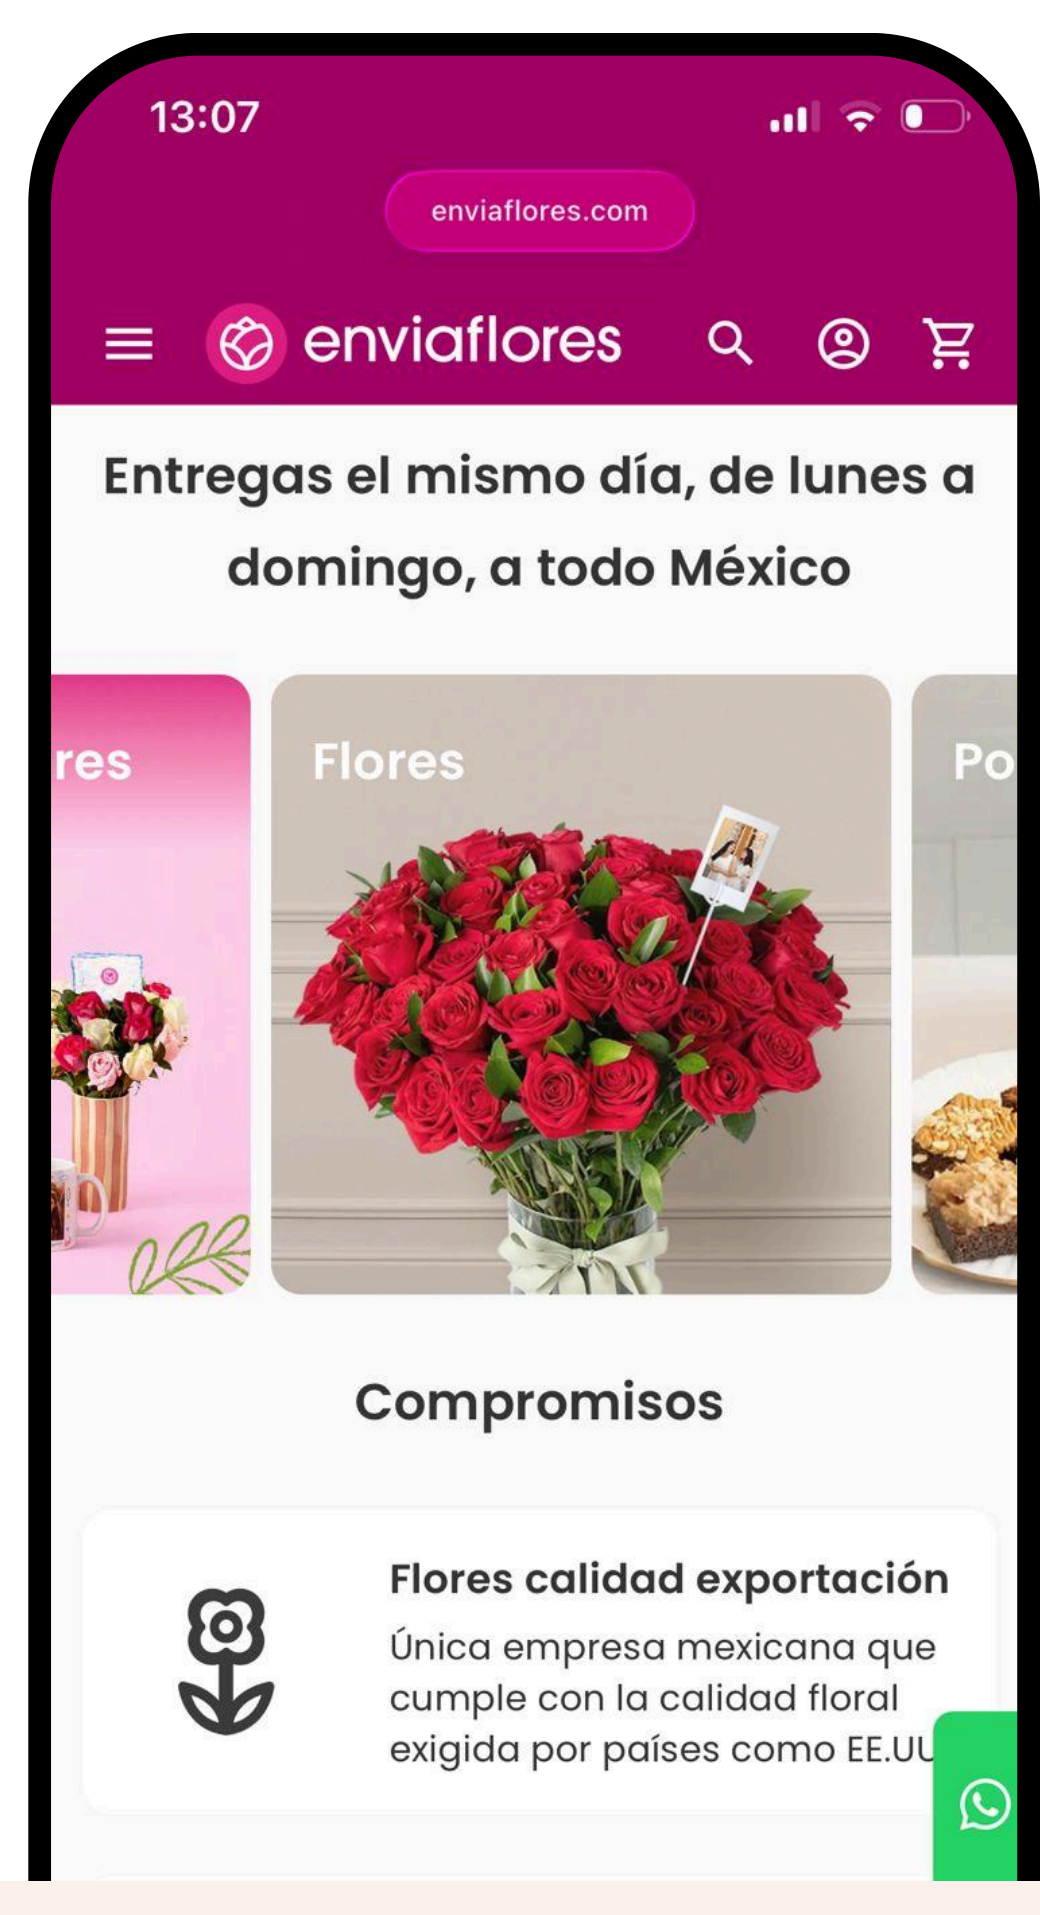 13:07
enviaflores.com
enviaflores
Entregas el mismo día, de lunes a
domingo, a todo México
res
Flores
Po
Compromisos
Flores calidad exportación
Única empresa mexicana que
cumple con la calidad floral
exigida por países como EE.UU